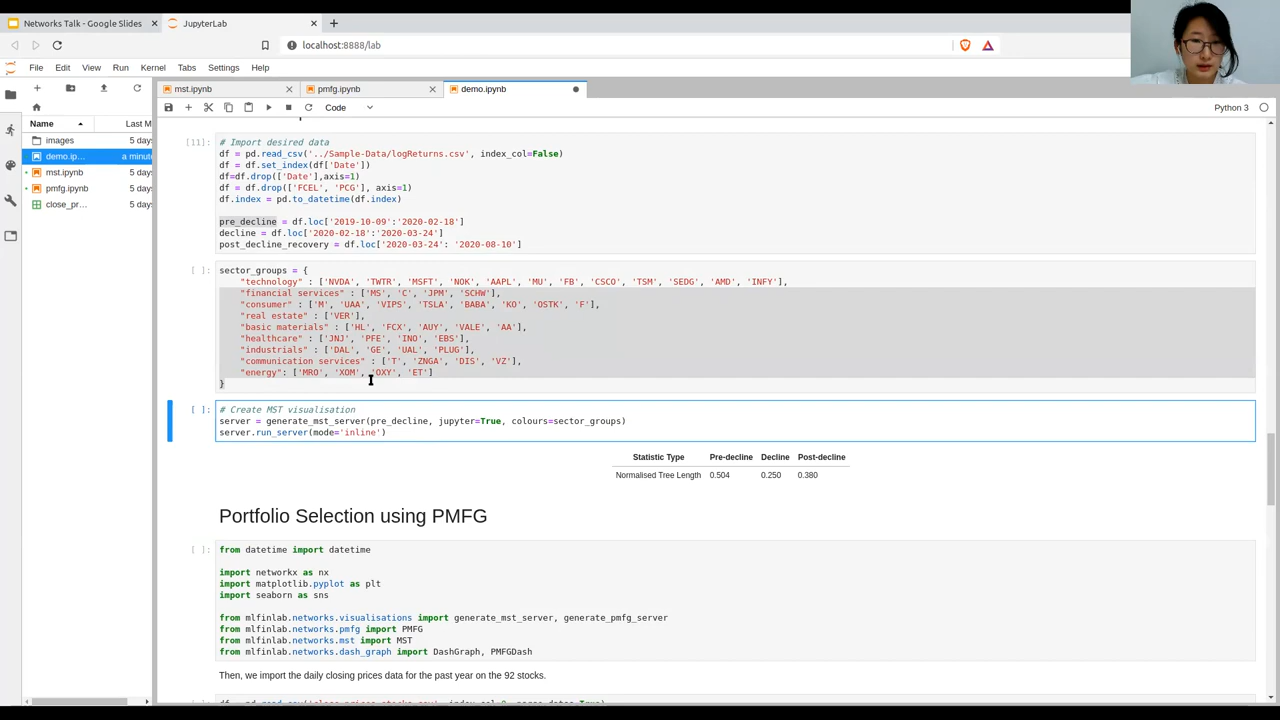 Networks Talk - Google Slides
JupyterLab
localhost:8888/lab
File Edit View Run Kernel Tabs Settings Help
mst.ipynb
pmfg.ipynb
demo.ipynb
Code
Python 3
Name
Last M
images 5 days
demo.ip... a minute
mst.ipynb 5 days
pmfg.ipynb 5 days
close_pr... 5 days
[11]:
# Import desired data
df = pd.read_csv('../Sample-Data/logReturns.csv', index_col=False)
df = df.set_index(df['Date'])
df=df.drop(['Date'],axis=1)
df = df.drop(['FCEL', 'PCG'], axis=1)
df.index = pd.to_datetime(df.index)
pre_decline = df.loc['2019-10-09':'2020-02-18']
decline = df.loc['2020-02-18':'2020-03-24']
post_decline_recovery = df.loc['2020-03-24': '2020-08-10']
[ ]:
sector_groups = {
"technology" : ['NVDA', 'TWTR', 'MSFT', 'NOK', 'AAPL', 'MU', 'FB', 'CSCO', 'TSM', 'SEDG', 'AMD', 'INFY'],
"financial services" : ['MS', 'C', 'JPM', 'SCHW'],
"consumer" : ['M', 'UAA', 'VIPS', 'TSLA', 'BABA', 'KO', 'OSTK', 'F'],
"real estate" : ['VER'],
"basic materials" : ['HL', 'FCX', 'AUY', 'VALE', 'AA'],
"healthcare" : ['JNJ', 'PFE', 'INO', 'EBS'],
"industrials" : ['DAL', 'GE', 'UAL', 'PLUG'],
"communication services" : ['T', 'ZNGA', 'DIS', 'VZ'],
"energy": ['MRO', 'XOM', 'OXY', 'ET']
}
[ ]:
# Create MST visualisation
server = generate_mst_server(pre_decline, jupyter=True, colours=sector_groups)
server.run_server(mode='inline')
Statistic Type Pre-decline Decline Post-decline
Normalised Tree Length 0.504 0.250 0.380
Portfolio Selection using PMFG
[ ]:
from datetime import datetime
import networkx as nx
import matplotlib.pyplot as plt
import seaborn as sns
from mlfinlab.networks.visualisations import generate_mst_server, generate_pmfg_server
from mlfinlab.networks.pmfg import PMFG
from mlfinlab.networks.mst import MST
from mlfinlab.networks.dash_graph import DashGraph, PMFGDash
Then, we import the daily closing prices data for the past year on the 92 stocks.